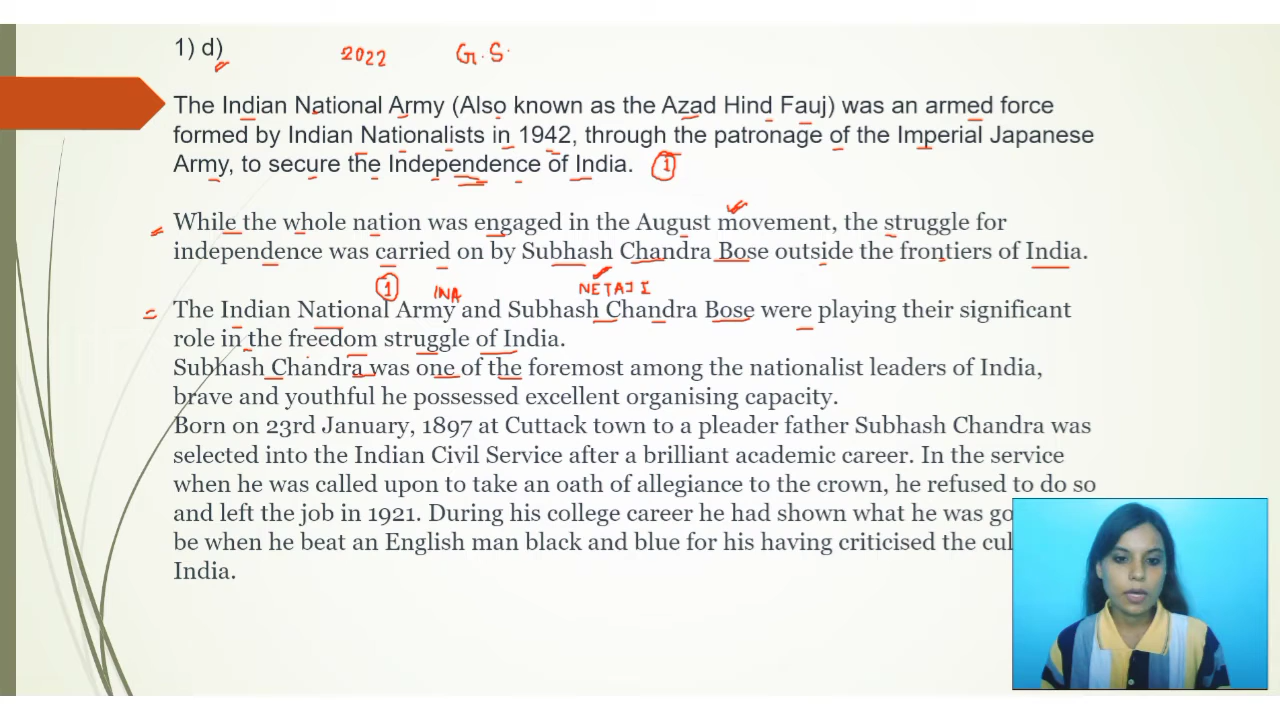 1) d)
2022 G.S.
The Indian National Army (Also known as the Azad Hind Fauj) was an armed force
formed by Indian Nationalists in 1942, through the patronage of the Imperial Japanese
Army, to secure the Independence of India. 1
While the whole nation was engaged in the August movement, the struggle for
independence was carried on by Subhash Chandra Bose outside the frontiers of India.
1 INA NETAJI
The Indian National Army and Subhash Chandra Bose were playing their significant
role in the freedom struggle of India.
Subhash Chandra was one of the foremost among the nationalist leaders of India,
brave and youthful he possessed excellent organising capacity.
Born on 23rd January, 1897 at Cuttack town to a pleader father Subhash Chandra was
selected into the Indian Civil Service after a brilliant academic career. In the service
when he was called upon to take an oath of allegiance to the crown, he refused to do so
and left the job in 1921. During his college career he had shown what he was
be when he beat an English man black and blue for his having criticised the
India.